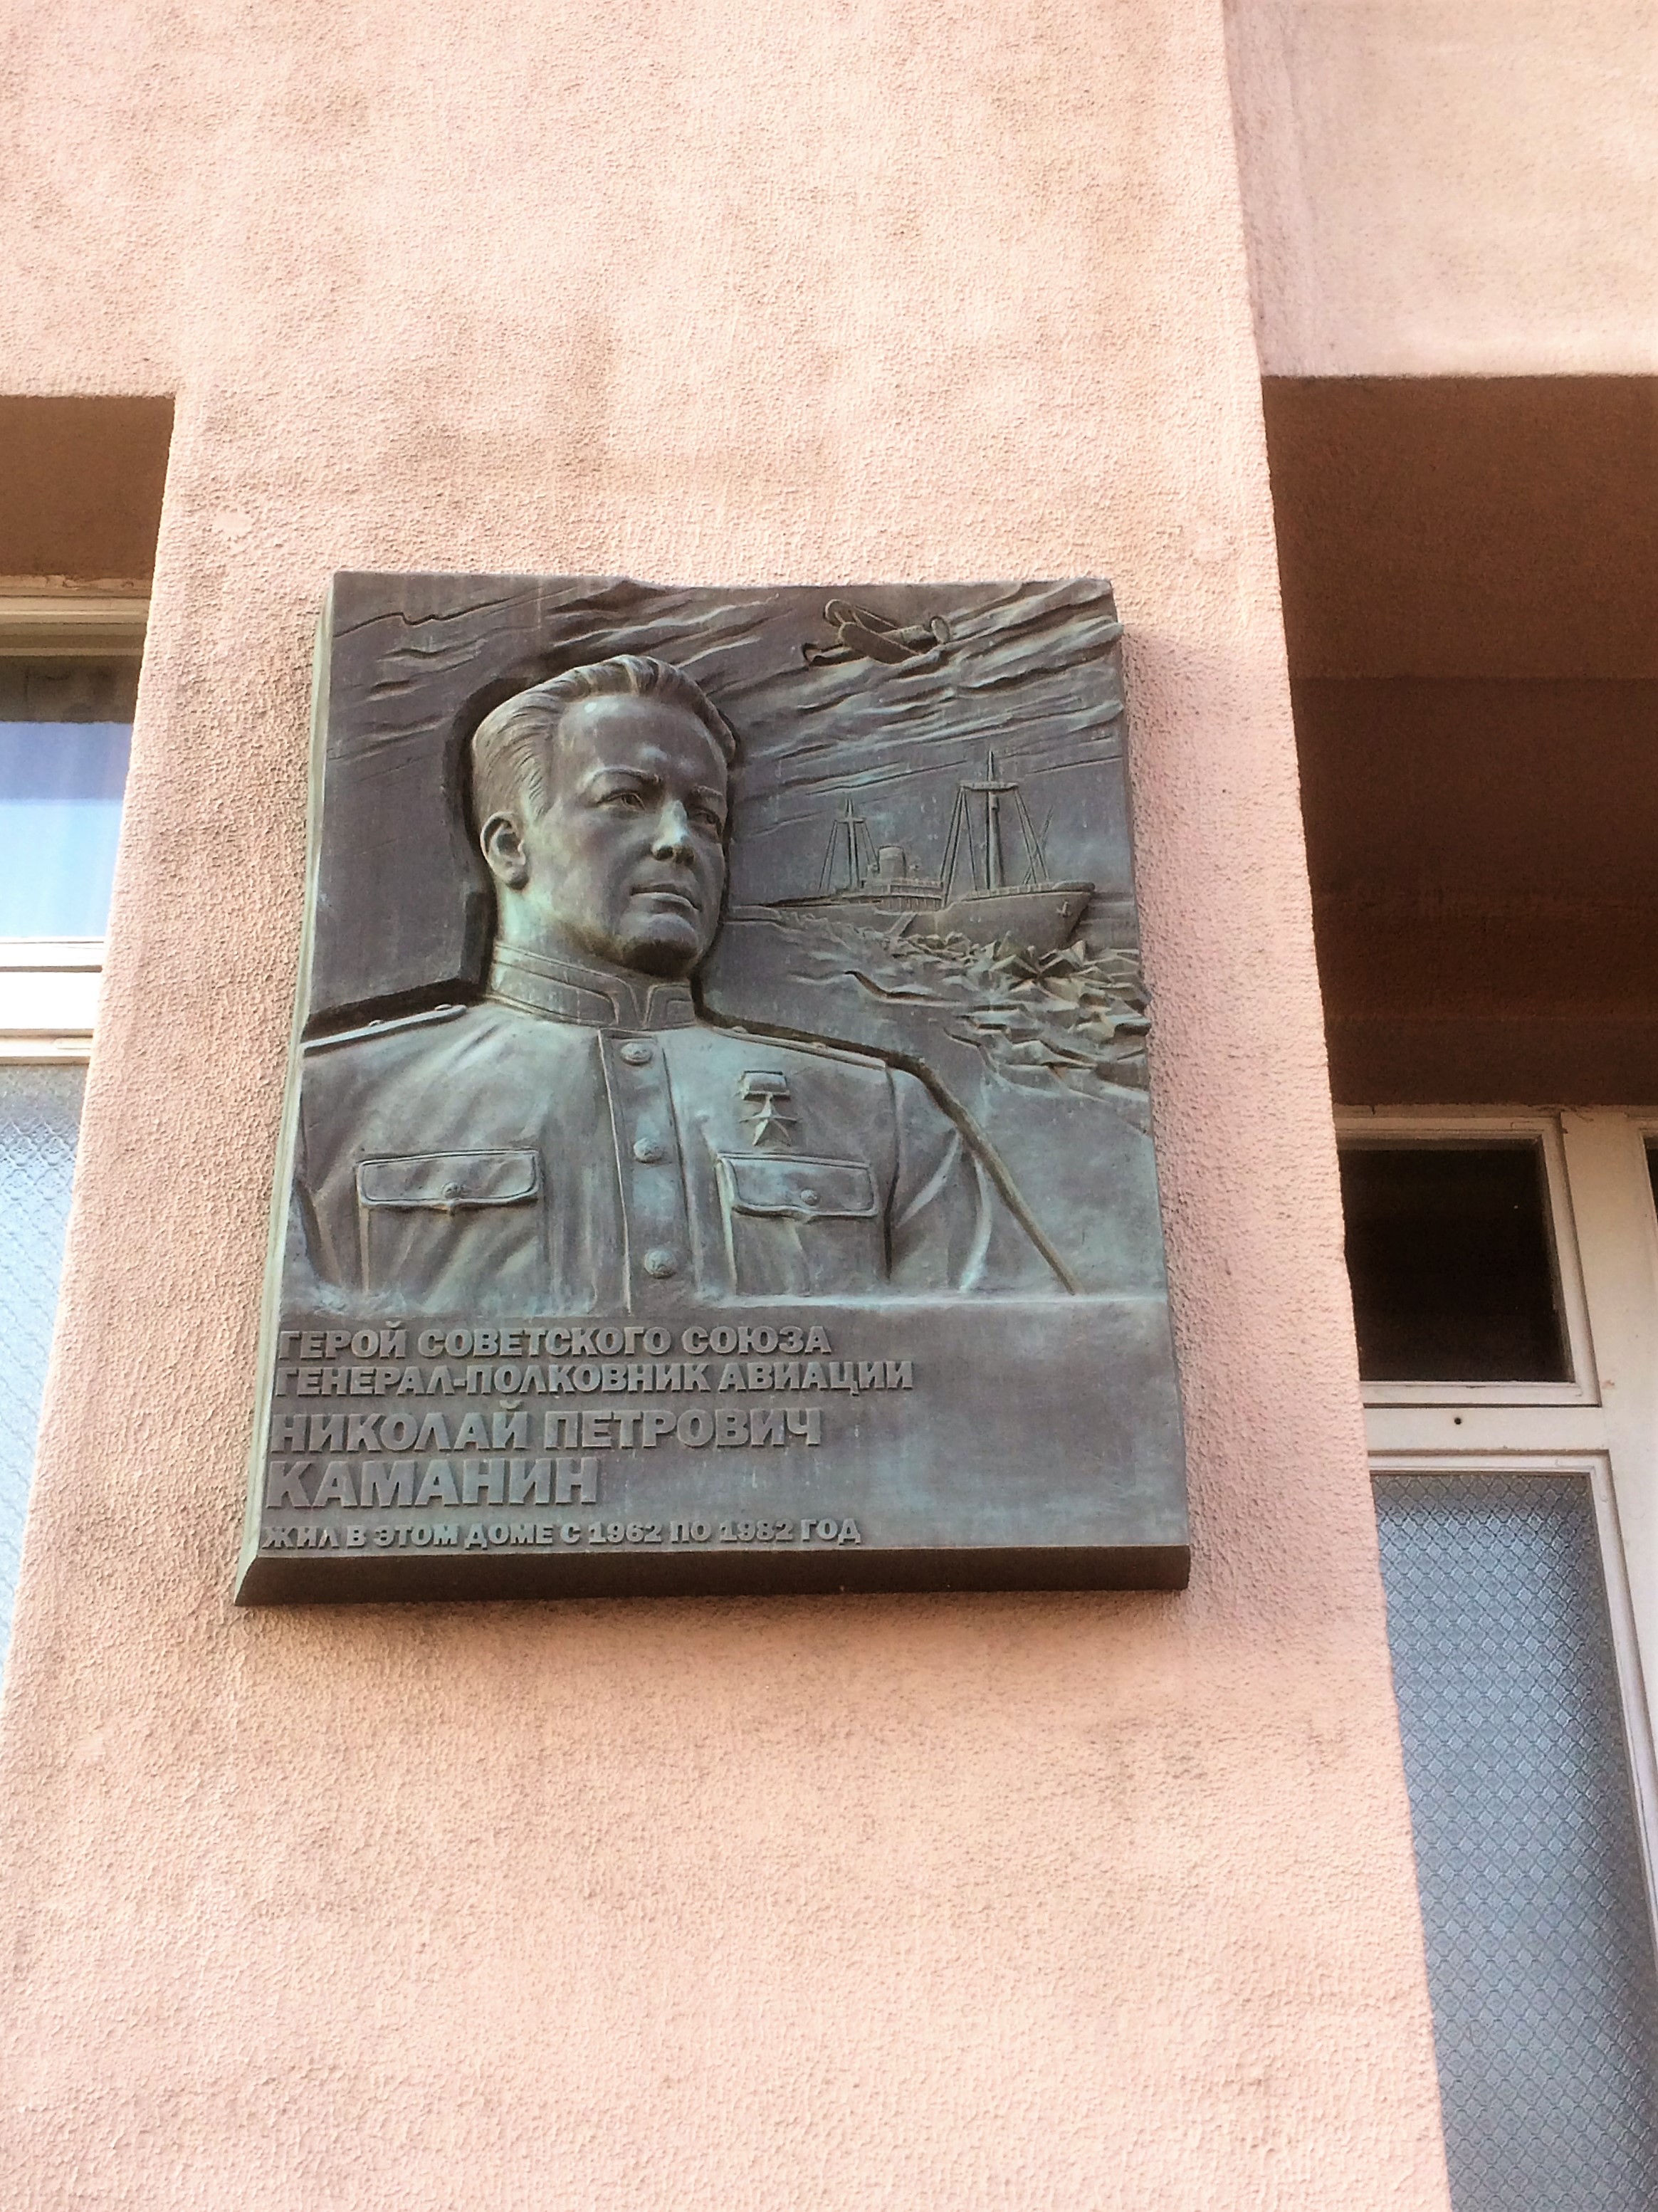 ГЕРОЙ СОВЕТСКОГО СОЮЗА
ГЕНЕРАЛ-ПОЛКОВНИК АВИАЦИИ
НИКОЛАЙ ПЕТРОВИЧ
КАМАНИН
ЖИЛ В ЭТОМ ДОМЕ С 1962 ПО 1982 ГОД